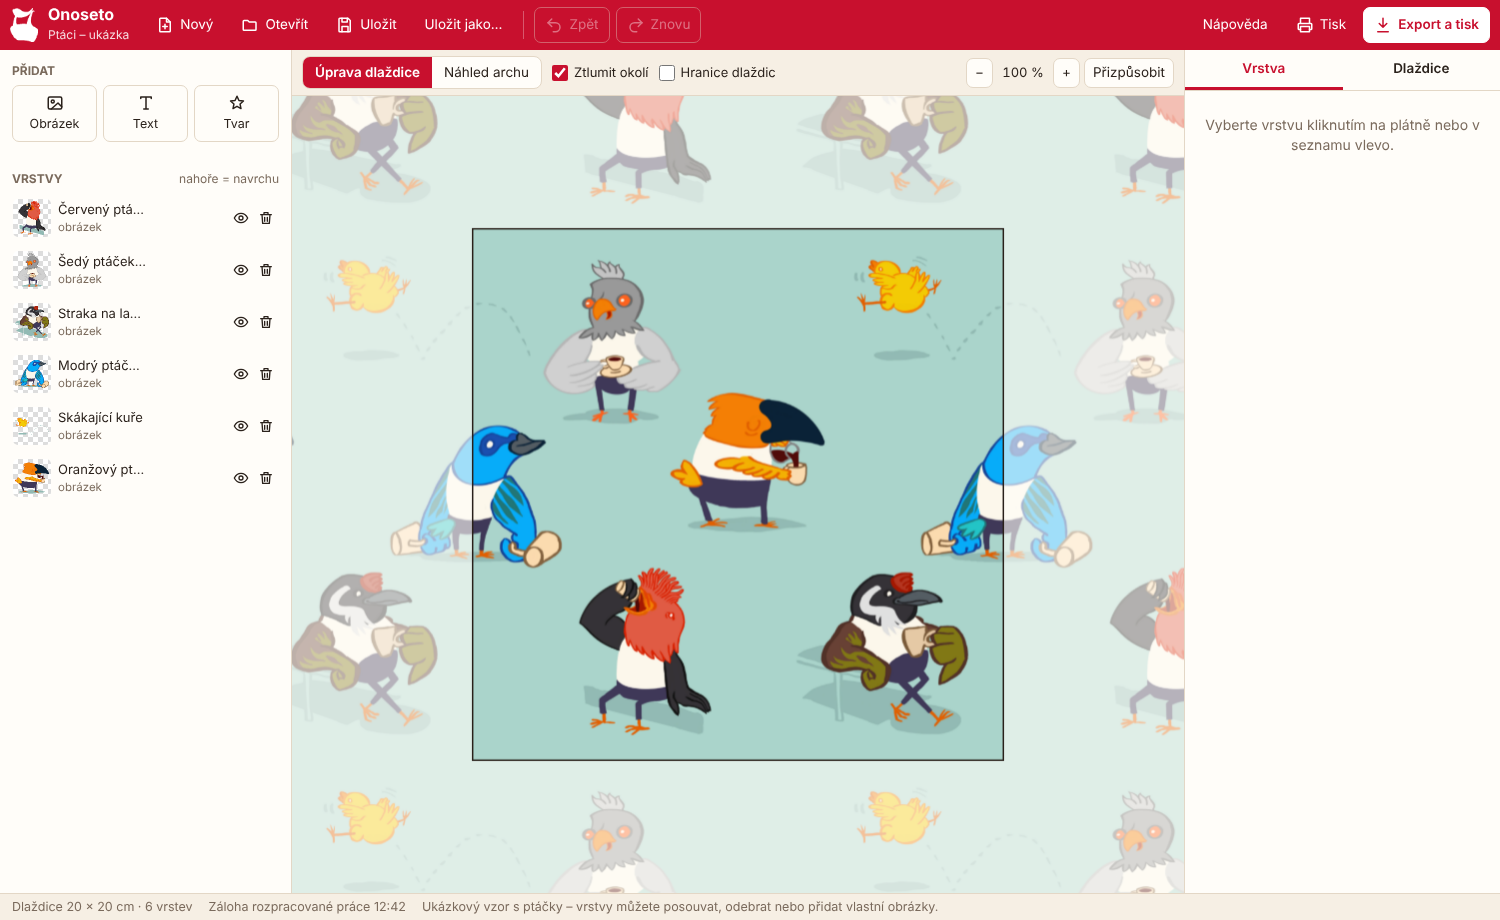 Onoseto
Ptáci – ukázka
Nový
Otevřít
Uložit
Uložit jako...
Zpět
Znovu
Nápověda
Tisk
Export a tisk
PŘIDAT
Obrázek
Text
Tvar
VRSTVY
nahoře = navrchu
Červený ptá...
obrázek
Šedý ptáček...
obrázek
Straka na la...
obrázek
Modrý ptáč...
obrázek
Skákající kuře
obrázek
Oranžový pt...
obrázek
Úprava dlaždice
Náhled archu
Ztlumit okolí
Hranice dlaždic
−
100 %
+
Přizpůsobit
Vrstva
Dlaždice
Vyberte vrstvu kliknutím na plátně nebo v
seznamu vlevo.
Dlaždice 20 × 20 cm · 6 vrstev
Záloha rozpracované práce 12:42
Ukázkový vzor s ptáčky – vrstvy můžete posouvat, odebrat nebo přidat vlastní obrázky.